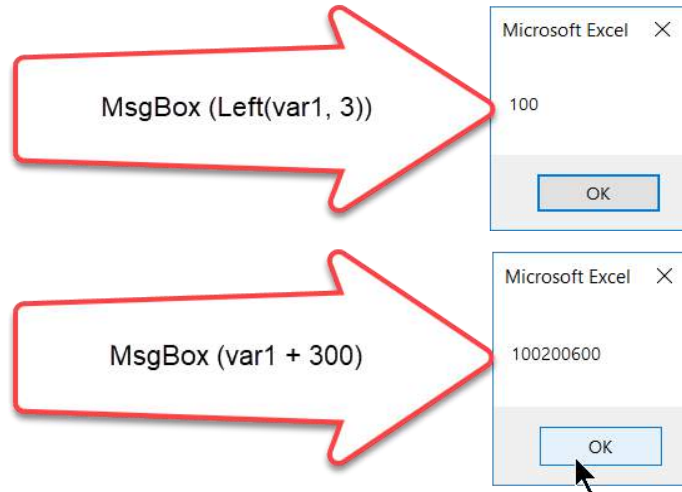 Microsoft Excel
MsgBox (Left(var1, 3))
100
OK
Microsoft Excel
MsgBox (var1 + 300)
100200600
OK